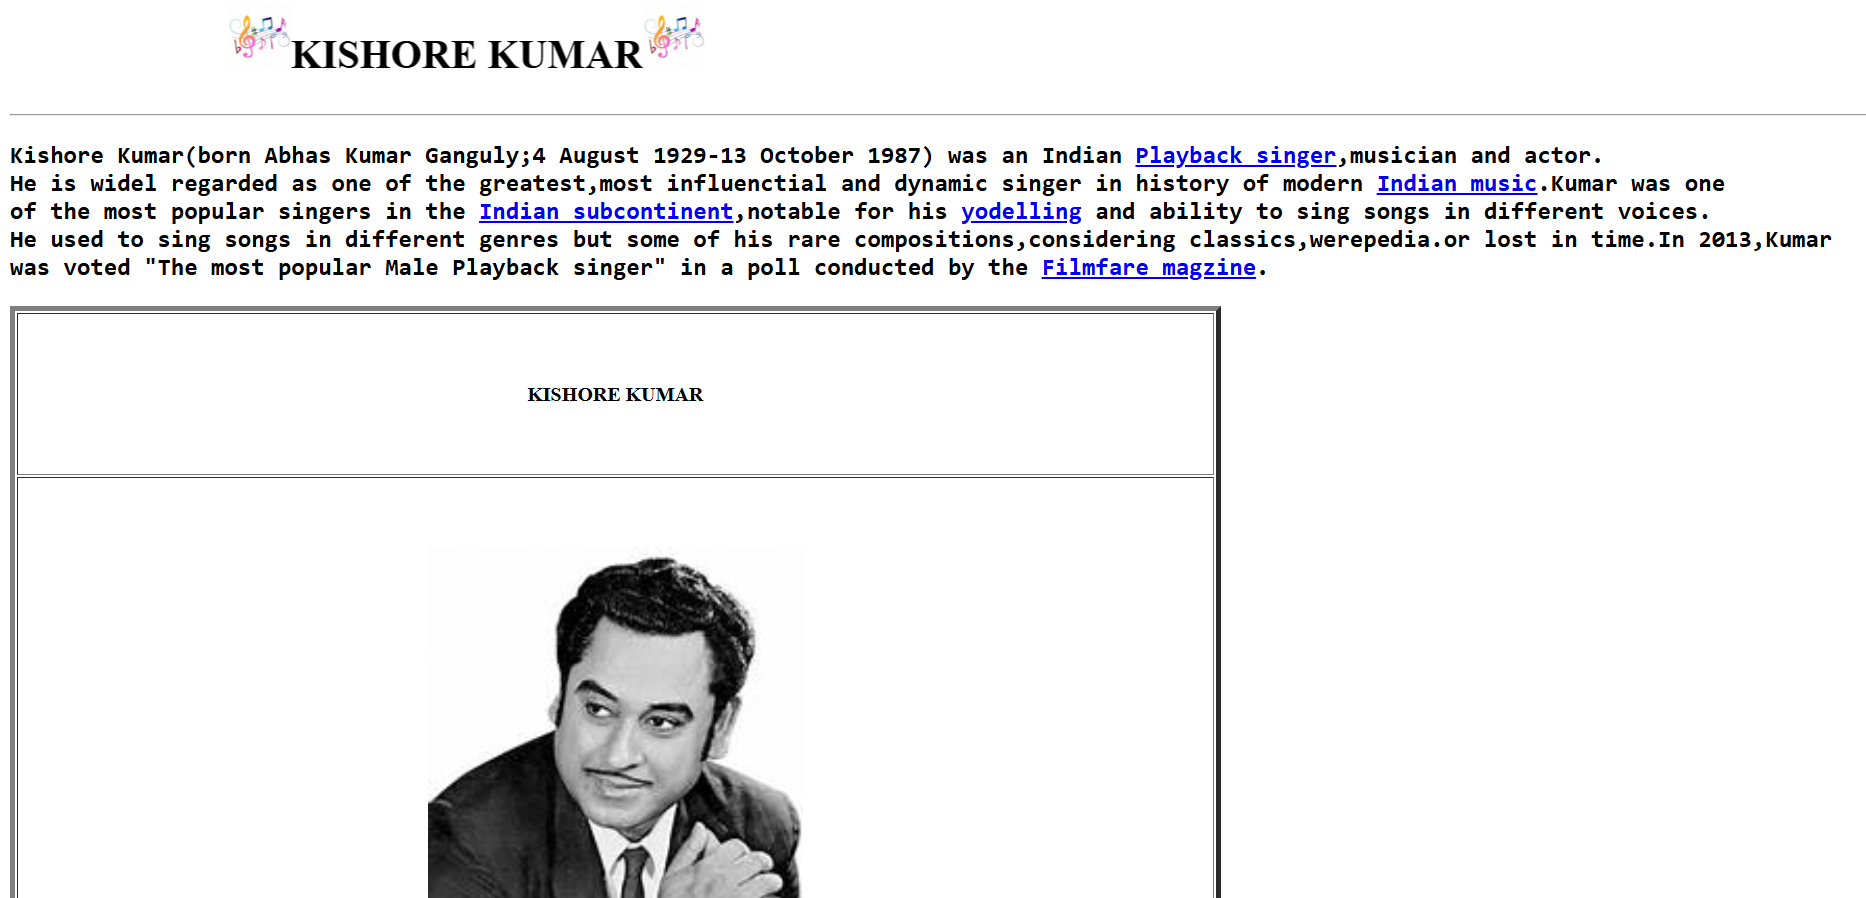 KISHORE KUMAR
Kishore Kumar(born Abhas Kumar Ganguly;4 August 1929-13 October 1987) was an Indian Playback singer,musician and actor.
He is widel regarded as one of the greatest,most influenctial and dynamic singer in history of modern Indian music.Kumar was one
of the most popular singers in the Indian subcontinent,notable for his yodelling and ability to sing songs in different voices.
He used to sing songs in different genres but some of his rare compositions,considering classics,werepedia.or lost in time.In 2013,Kumar
was voted "The most popular Male Playback singer" in a poll conducted by the Filmfare magzine.
KISHORE KUMAR